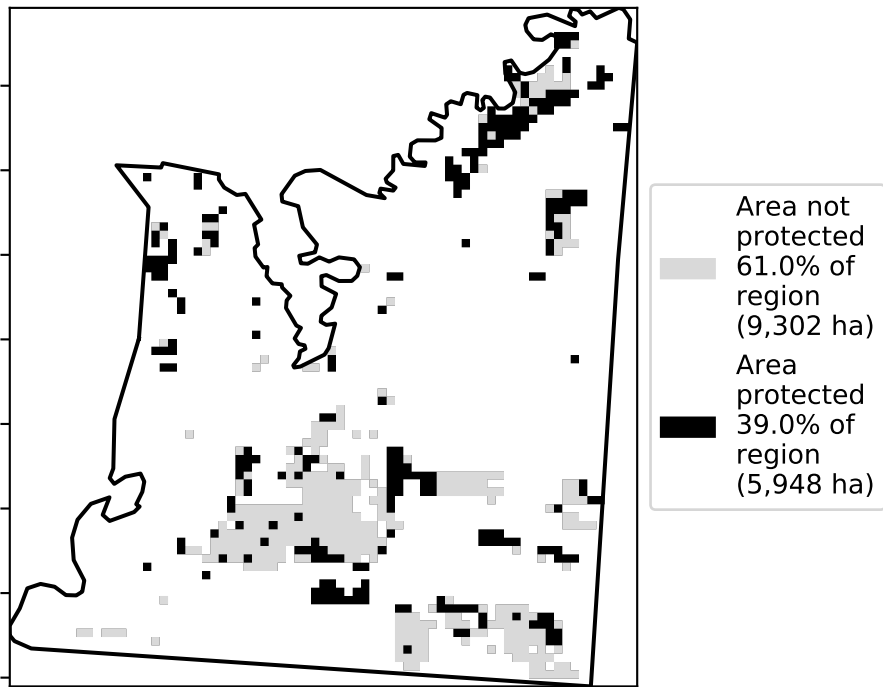 Area not
protected
61.0% of
region
(9,302 ha)
Area
protected
39.0% of
region
(5,948 ha)